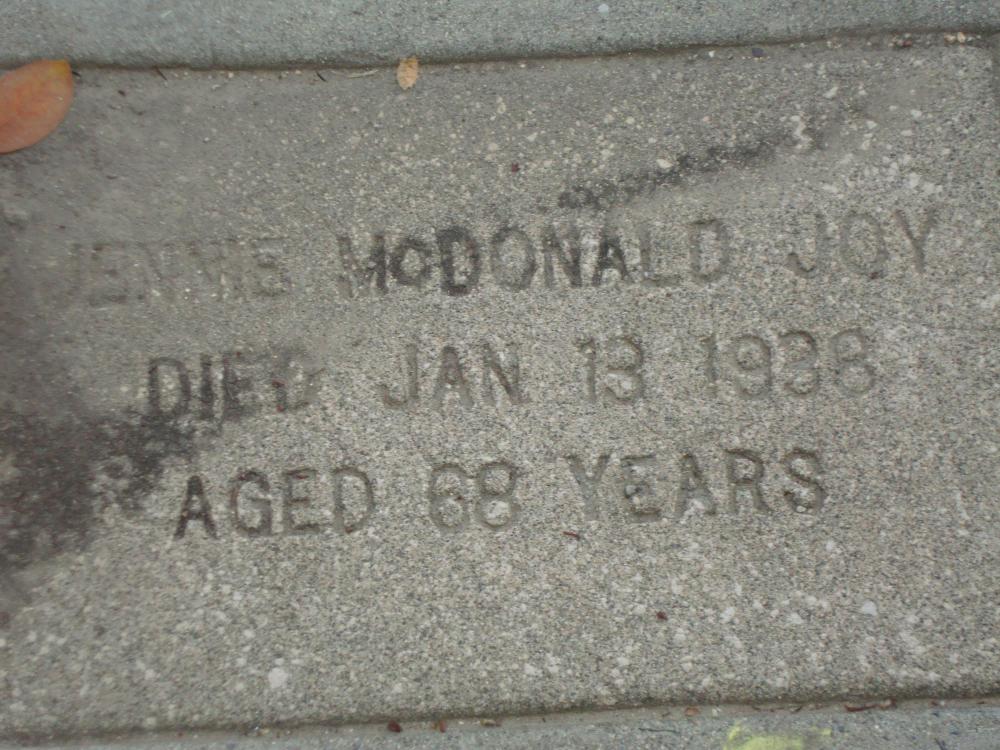 JENNIE MCDONALD JOY
DIED JAN 13 1938
AGED 68 YEARS